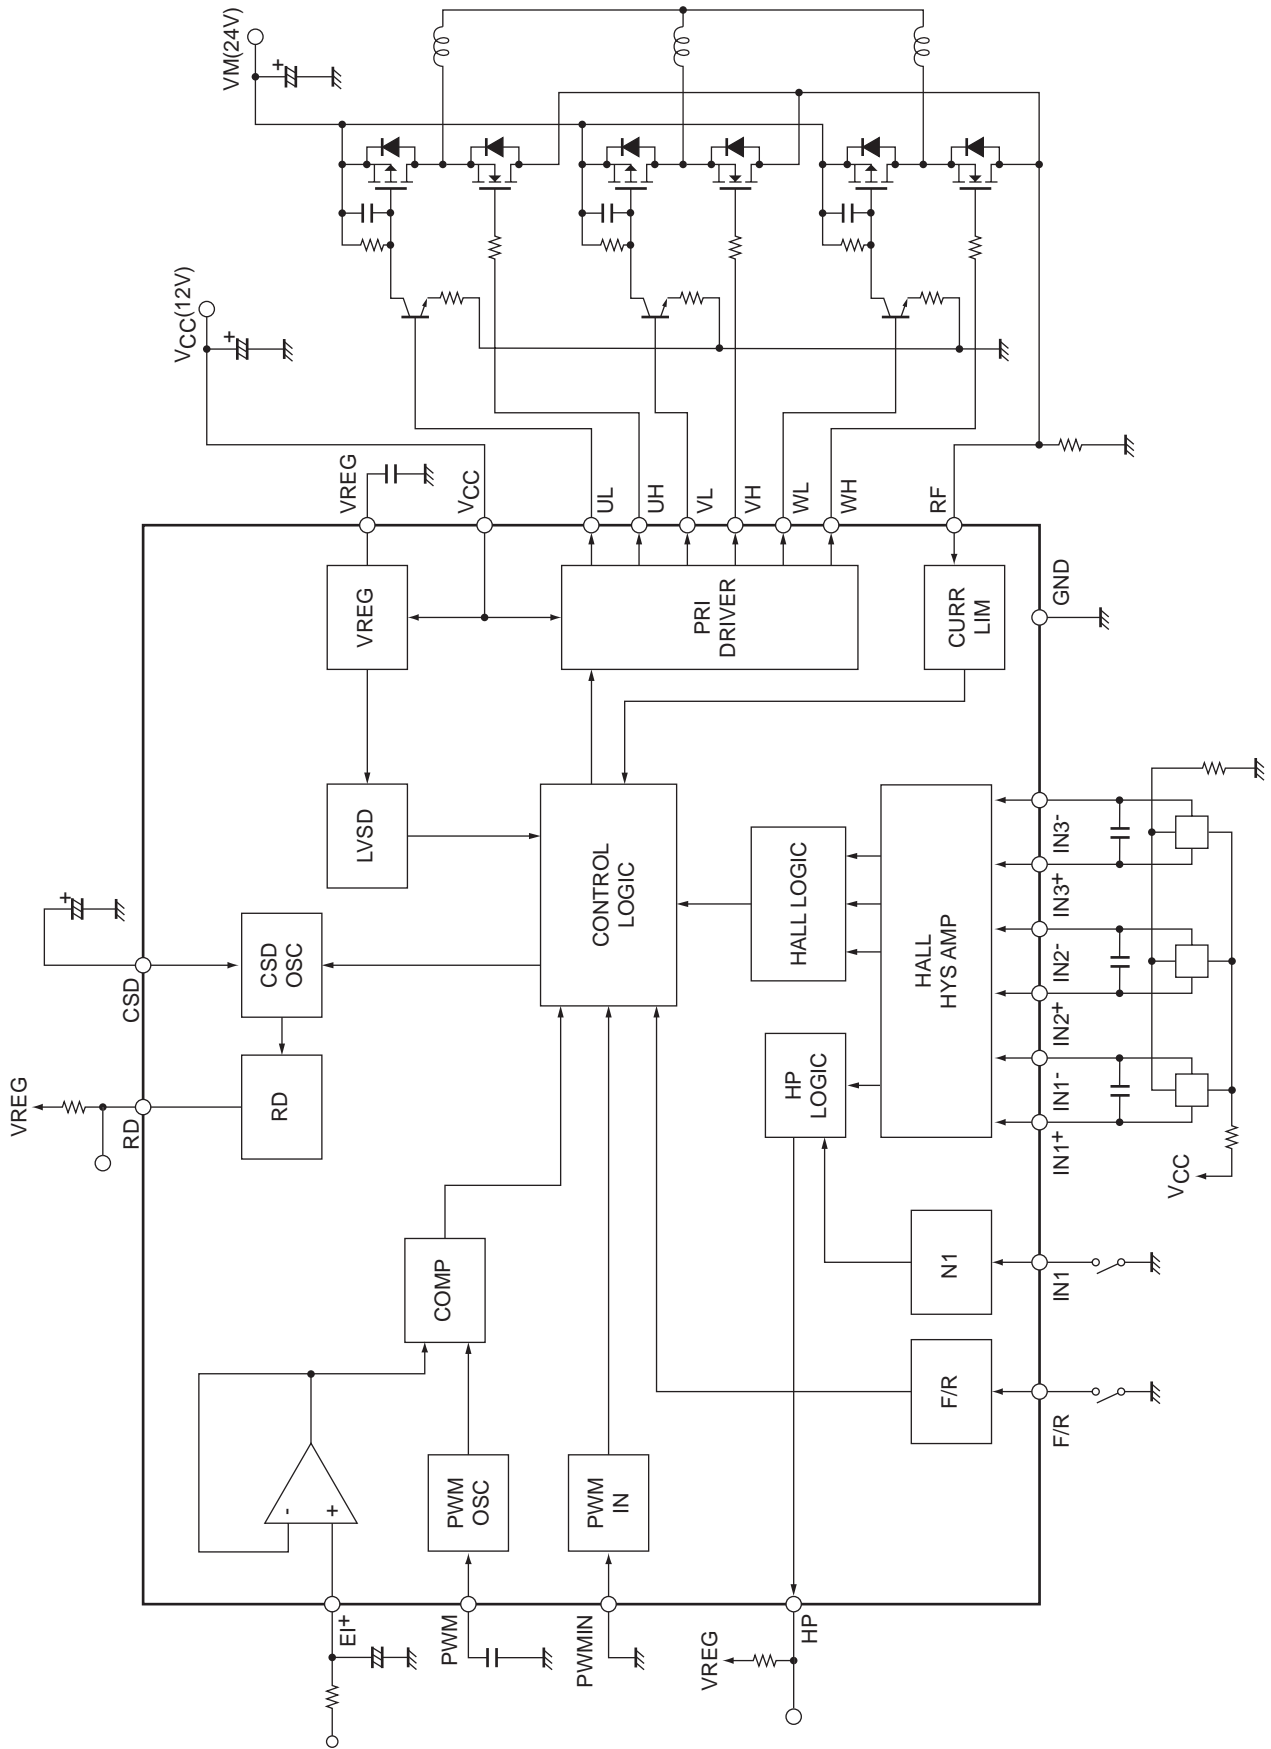 VM(24V)
+
VCC(12V)
+
VREG
VCC
UL
UH
VL
VH
WL
WH
RF
GND
VREG
PRI
DRIVER
CURR
LIM
LVSD
CONTROL
LOGIC
HALL LOGIC
HALL
HYS AMP
HP
LOGIC
IN3-
IN3+
IN2-
IN2+
IN1-
IN1+
VCC
+
CSD
CSD
OSC
RD
VREG
RD
COMP
N1
IN1
F/R
F/R
-
+
PWM
OSC
PWM
IN
EI+
PWM
PWMIN
HP
VREG